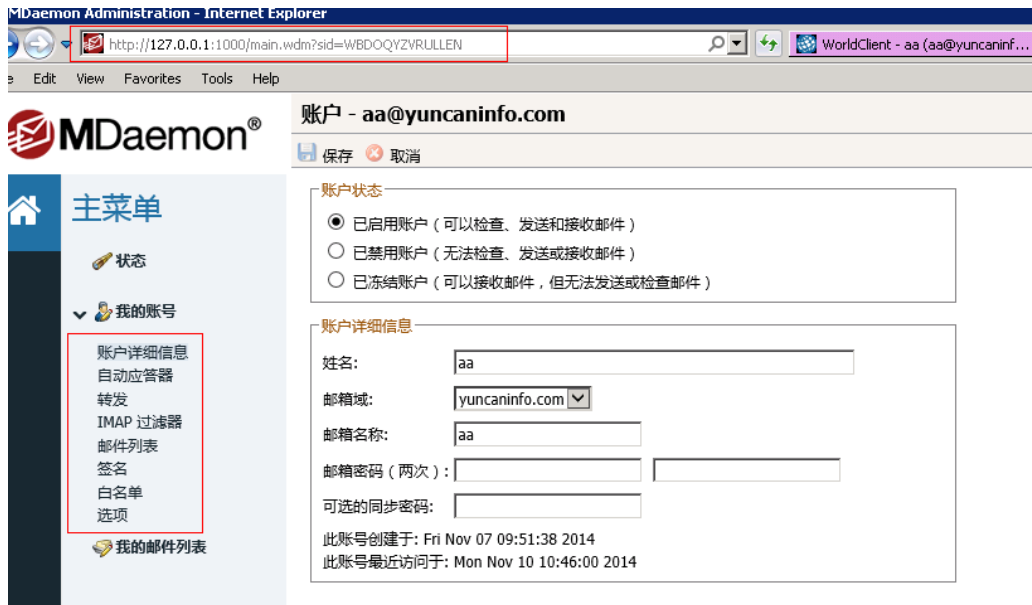 MDaemon Administration - Internet Explorer
http://127.0.0.1:1000/main.wdm?sid=WBDOQYZVRULLEN
WorldClient - aa (aa@yuncaninf...
Edit View Favorites Tools Help
MDaemon®
账户 - aa@yuncaninfo.com
保存 取消
主菜单
状态
我的账号
账户详细信息
自动应答器
转发
IMAP 过滤器
邮件列表
签名
白名单
选项
我的邮件列表
账户状态
已启用账户（可以检查、发送和接收邮件）
已禁用账户（无法检查、发送或接收邮件）
已冻结账户（可以接收邮件，但无法发送或检查邮件）
账户详细信息
姓名: aa
邮箱域: yuncaninfo.com
邮箱名称: aa
邮箱密码（两次）:
可选的同步密码:
此账号创建于: Fri Nov 07 09:51:38 2014
此账号最近访问于: Mon Nov 10 10:46:00 2014